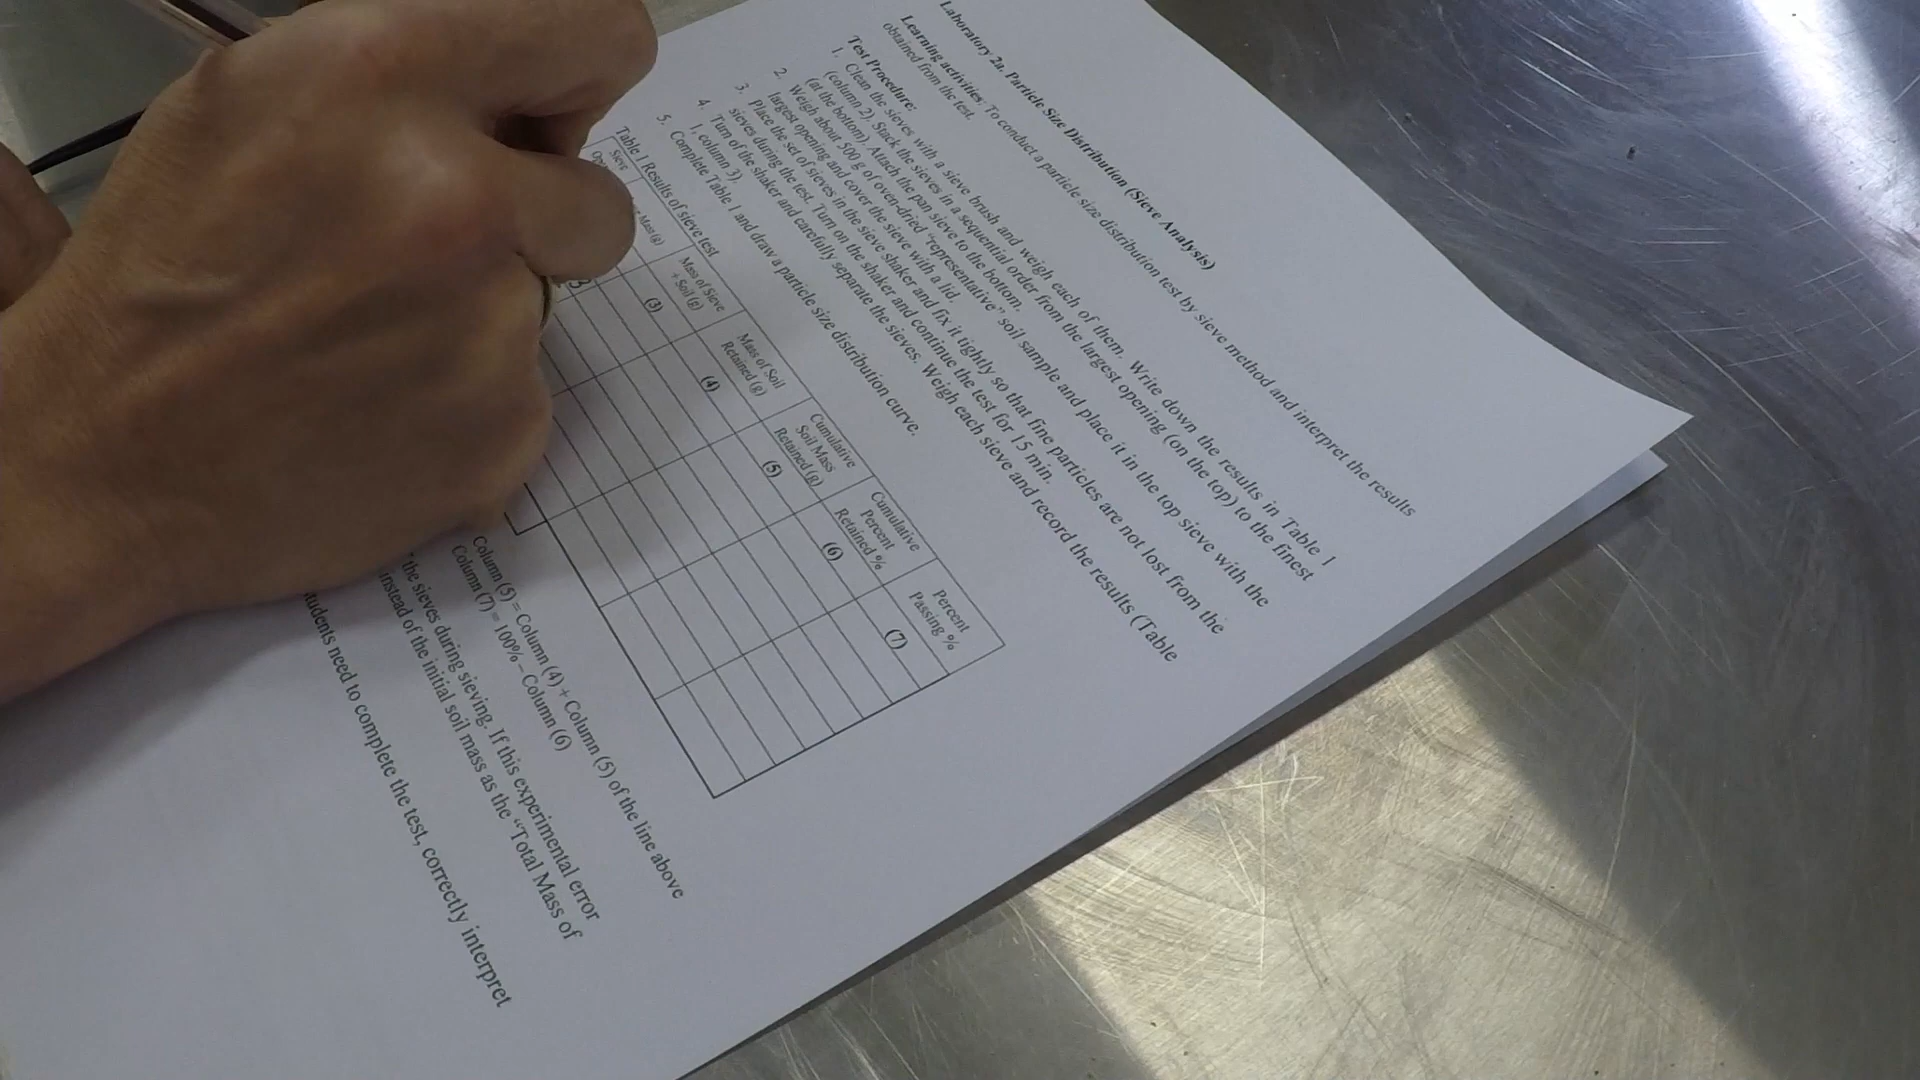 Laboratory 2a. Particle Size Distribution (Sieve Analysis)
Learning activities: To conduct a particle size distribution test by sieve method and interpret the results
obtained from the test.
Test Procedure:
1. Clean the sieves with a sieve brush and weigh each of them. Write down the results in Table 1
(column 2). Stack the sieves in a sequential order from the largest opening (on the top) to the finest
(at the bottom). Attach the pan sieve to the bottom.
2. Weigh about 500 g of oven-dried “representative” soil sample and place it in the top sieve with the
largest opening and cover the sieve with a lid.
3. Place the set of sieves in the sieve shaker and fix it tightly so that fine particles are not lost from the
sieves during the test. Turn on the shaker and continue the test for 15 min.
4. Turn of the shaker and carefully separate the sieves. Weigh each sieve and record the results (Table
1, column 3).
5. Complete Table 1 and draw a particle size distribution curve.
Table 1 Results of sieve test
Sieve
Mass (g)
Mass of Sieve
+ Soil (g)
Mass of Soil
Retained (g)
Cumulative
Soil Mass
Retained (g)
Cumulative
Percent
Retained %
Percent
Passing %
(3) (4) (5) (6) (7)
Column (5) = Column (4) + Column (5) of the line above
Column (7) = 100% – Column (6)
the sieves during sieving. If this experimental error
instead of the initial soil mass as the “Total Mass of
need to complete the test, correctly interpret